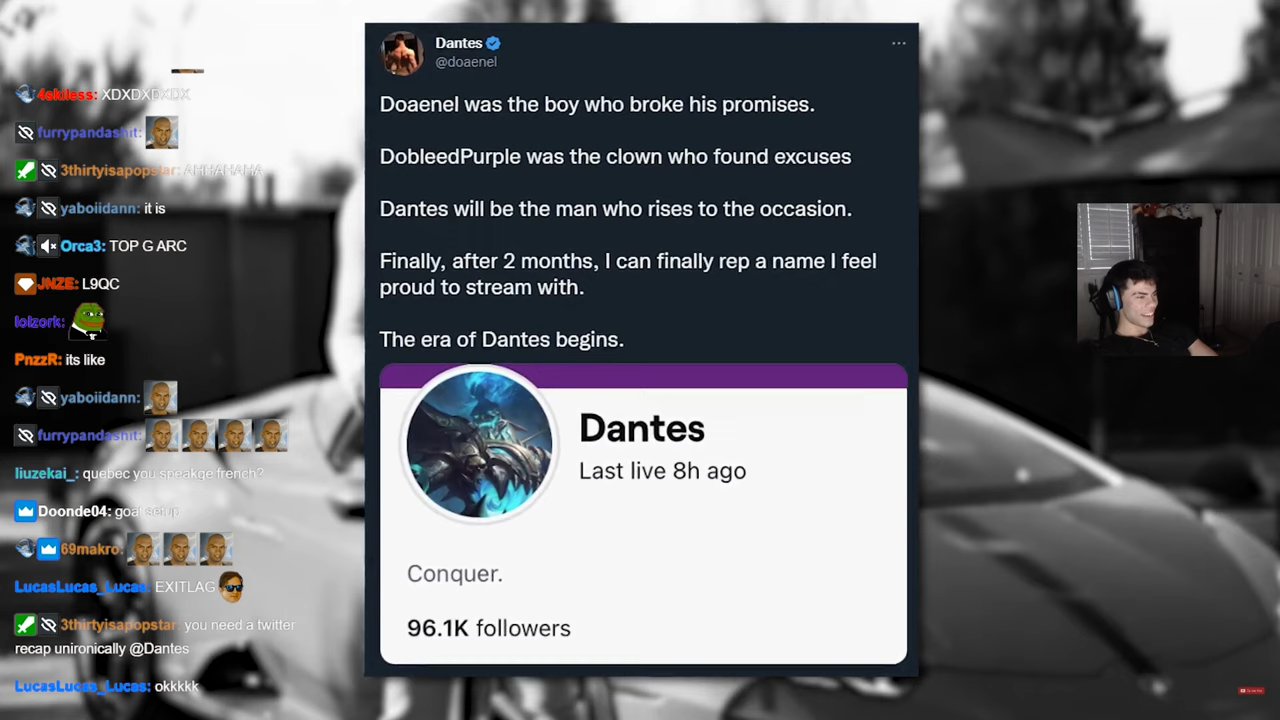 4ekiless: XDXDXDXDX
furrypandashit:
3thirtyisapopstar: AHHAHAHA
yaboiidann: it is
Orca3: TOP G ARC
JNZE: L9QC
lolzork:
PnzzR: its like
yaboiidann:
furrypandashit:
liuzekai_: quebec you speakge french?
Doonde04: goat setup
69makro:
LucasLucas_Lucas: EXITLAG
3thirtyisapopstar: you need a twitter
recap unironically @Dantes
LucasLucas_Lucas: okkkkk
Dantes
@doaenel
Doaenel was the boy who broke his promises.
DobleedPurple was the clown who found excuses
Dantes will be the man who rises to the occasion.
Finally, after 2 months, I can finally rep a name I feel
proud to stream with.
The era of Dantes begins.
Dantes
Last live 8h ago
Conquer.
96.1K followers